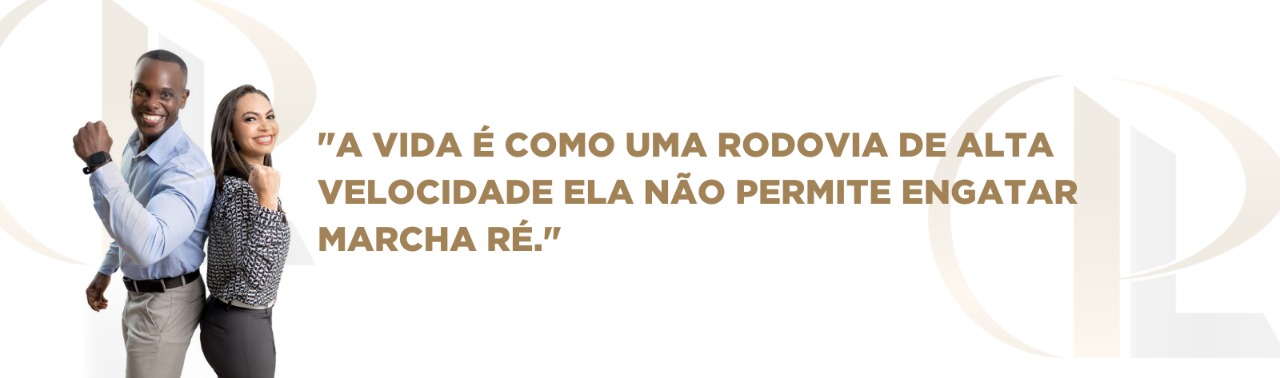 "A VIDA É COMO UMA RODOVIA DE ALTA
VELOCIDADE ELA NÃO PERMITE ENGATAR
MARCHA RÉ."